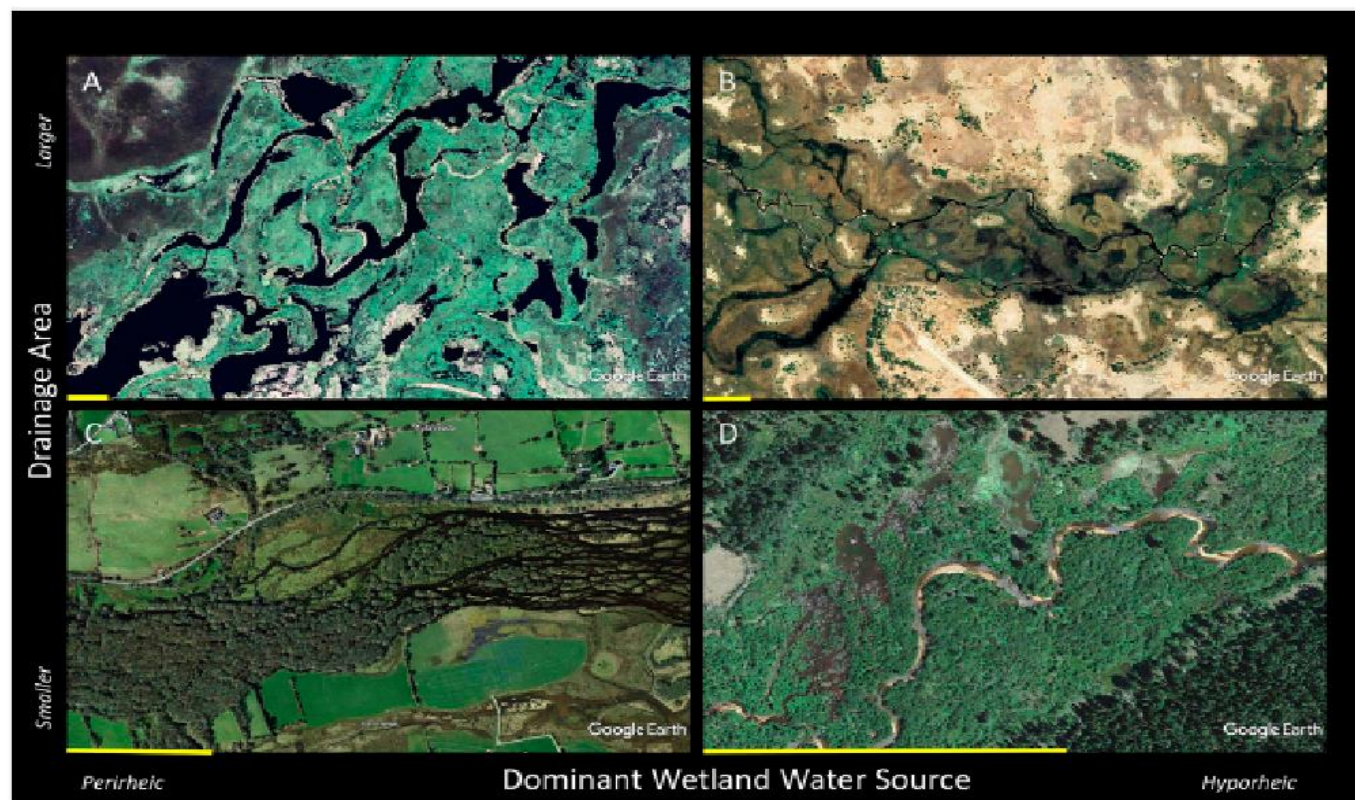 A
B
Larger
Google Earth
Google Earth
Drainage Area
C
D
Smaller
Google Earth
Google Earth
Perirheic
Dominant Wetland Water Source
Hyporheic